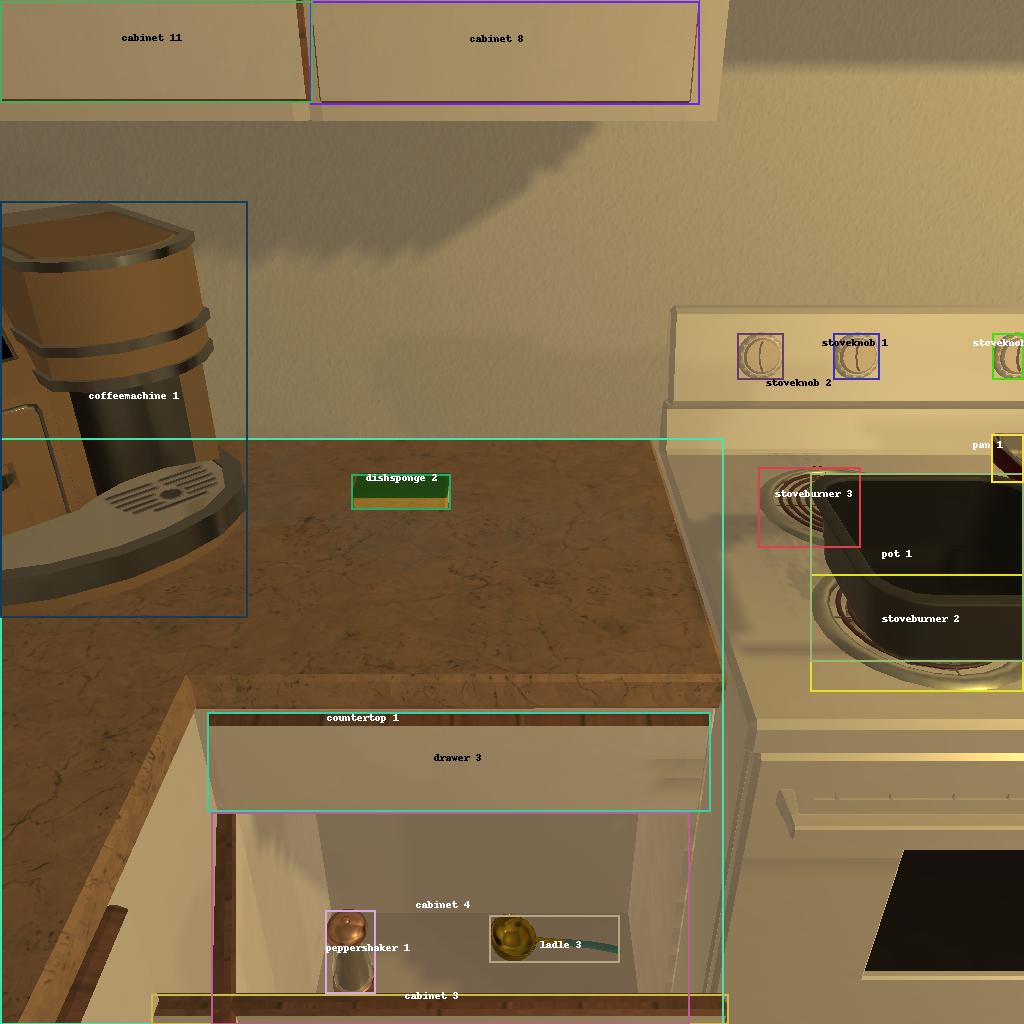 cabinet 11
cabinet 8
stoveknob 1
stoveknob
stoveknob 2
coffeemachine 1
pan 1
dishsponge 2
stoveburner 3
pot 1
stoveburner 2
countertop 1
drawer 3
cabinet 4
peppershaker 1
ladle 3
cabinet 3